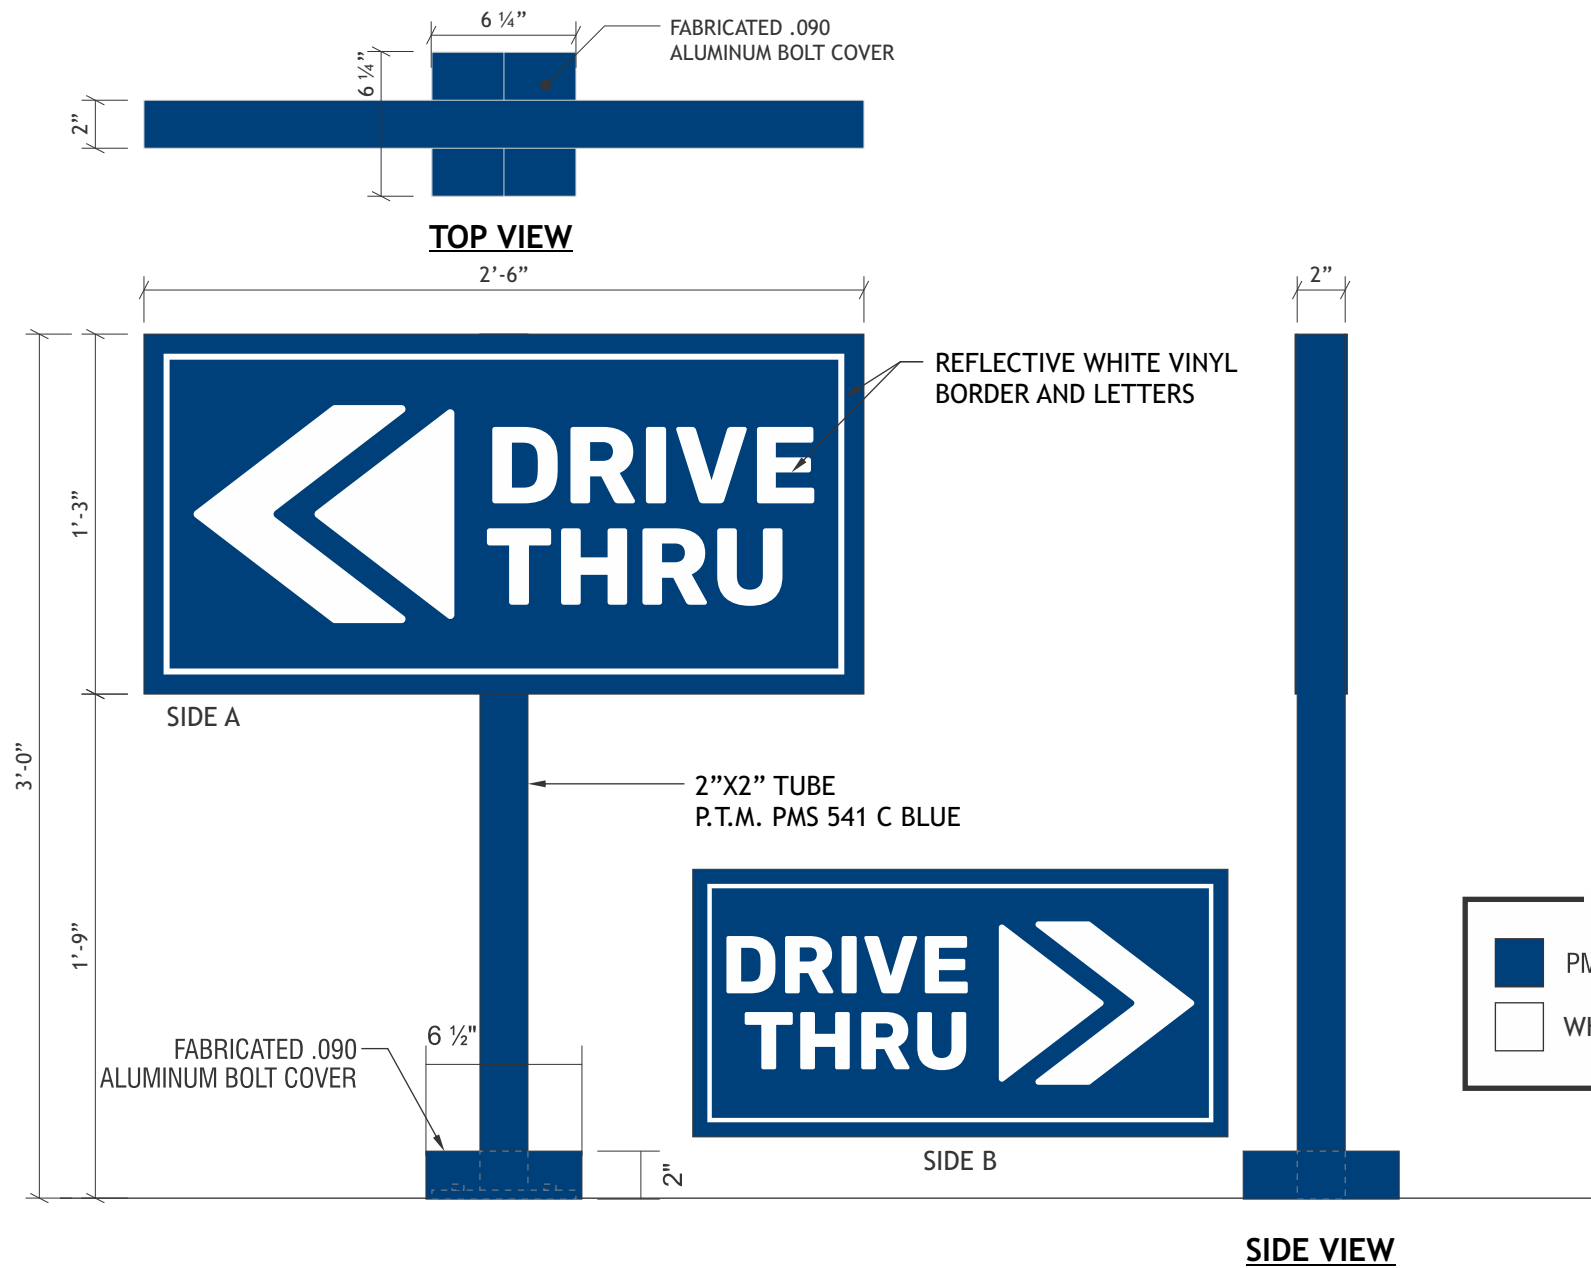 6 ¼”
FABRICATED .090
ALUMINUM BOLT COVER
6 ¼”
2”
TOP VIEW
2’-6”
2”
REFLECTIVE WHITE VINYL
BORDER AND LETTERS
DRIVE
THRU
1’-3”
SIDE A
3’-0”
2”X2” TUBE
P.T.M. PMS 541 C BLUE
1’-9”
DRIVE
THRU
6 ½"
FABRICATED .090
ALUMINUM BOLT COVER
2"
SIDE B
SIDE VIEW